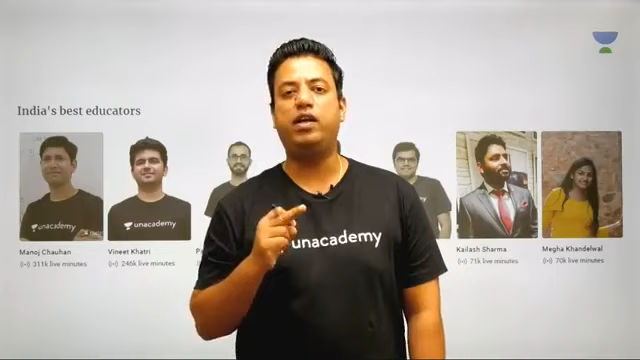 India's best educators
unacademy
unacademy
unacademy
Manoj Chauhan
311k live minutes
Vineet Khatri
246k live minutes
Kailash Sharma
71k live minutes
Megha Khandelwal
70k live minutes